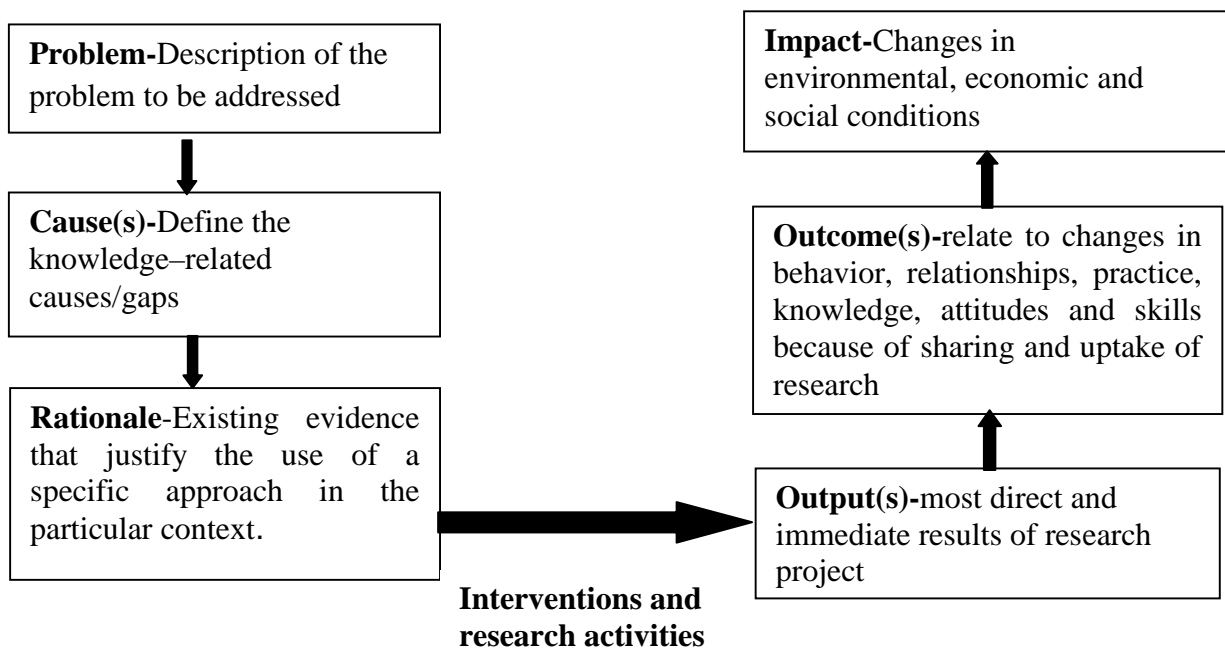 Problem-Description of the
problem to be addressed
Cause(s)-Define the
knowledge–related
causes/gaps
Rationale-Existing evidence
that justify the use of a
specific approach in the
particular context.
Interventions and
research activities
Output(s)-most direct and
immediate results of research
project
Outcome(s)-relate to changes in
behavior, relationships, practice,
knowledge, attitudes and skills
because of sharing and uptake of
research
Impact-Changes in
environmental, economic and
social conditions